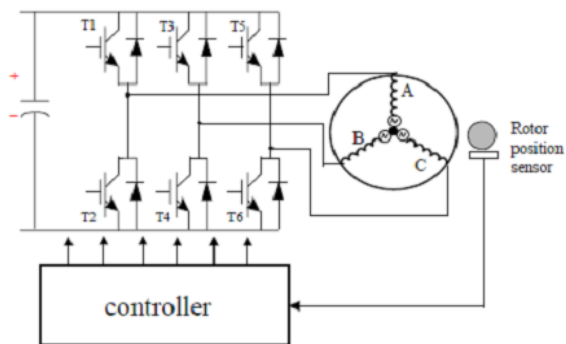 T1
T3
T5
+
−
A
B
C
Rotor
position
sensor
T2
T4
T6
controller